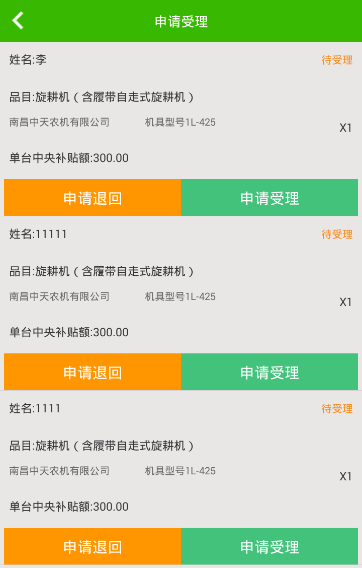 申请受理
姓名:李 待受理
品目:旋耕机（含履带自走式旋耕机）
南昌中天农机有限公司 机具型号1L-425
X1
单台中央补贴额:300.00
申请退回 申请受理
姓名:11111 待受理
品目:旋耕机（含履带自走式旋耕机）
南昌中天农机有限公司 机具型号1L-425
X1
单台中央补贴额:300.00
申请退回 申请受理
姓名:1111 待受理
品目:旋耕机（含履带自走式旋耕机）
南昌中天农机有限公司 机具型号1L-425
X1
单台中央补贴额:300.00
申请退回 申请受理